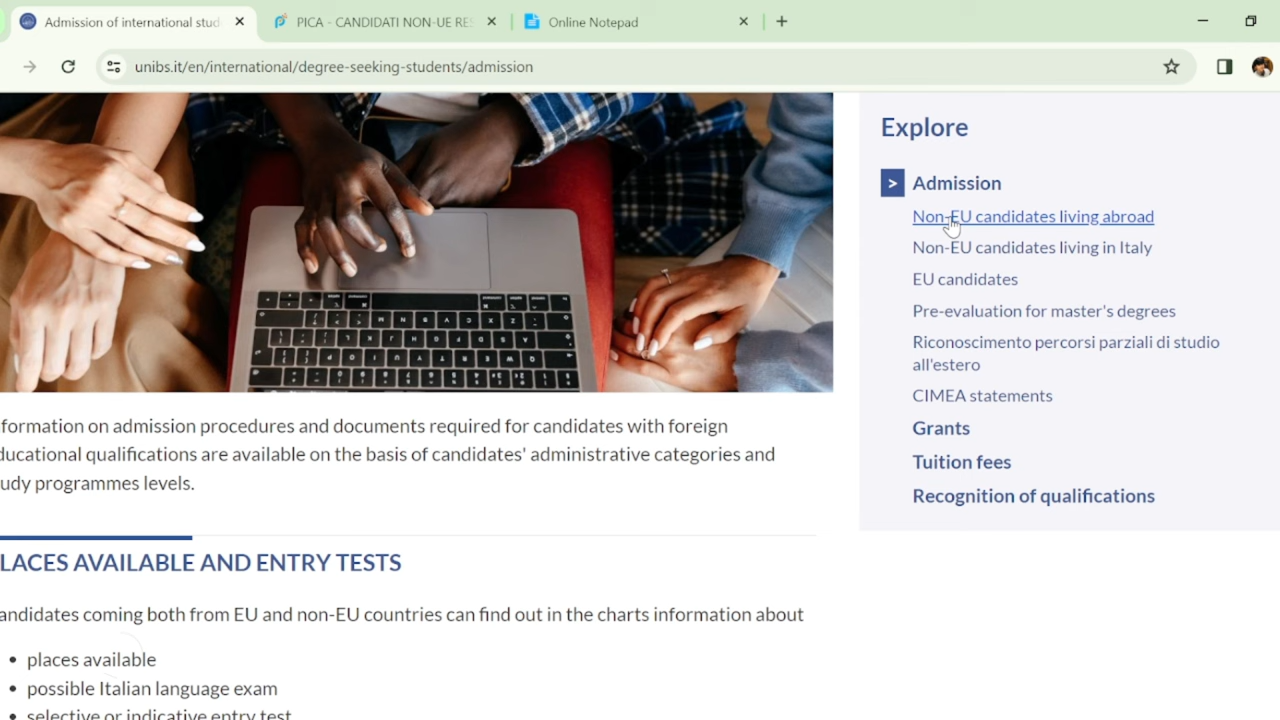 Admission of international stud
PICA - CANDIDATI NON-UE RE
Online Notepad
unibs.it/en/international/degree-seeking-students/admission
Explore
> Admission
Non-EU candidates living abroad
Non-EU candidates living in Italy
EU candidates
Pre-evaluation for master's degrees
Riconoscimento percorsi parziali di studio
all'estero
CIMEA statements
Grants
Tuition fees
Recognition of qualifications
formation on admission procedures and documents required for candidates with foreign
ducational qualifications are available on the basis of candidates' administrative categories and
udy programmes levels.
LACES AVAILABLE AND ENTRY TESTS
andidates coming both from EU and non-EU countries can find out in the charts information about
• places available
• possible Italian language exam
• selective or indicative entry test